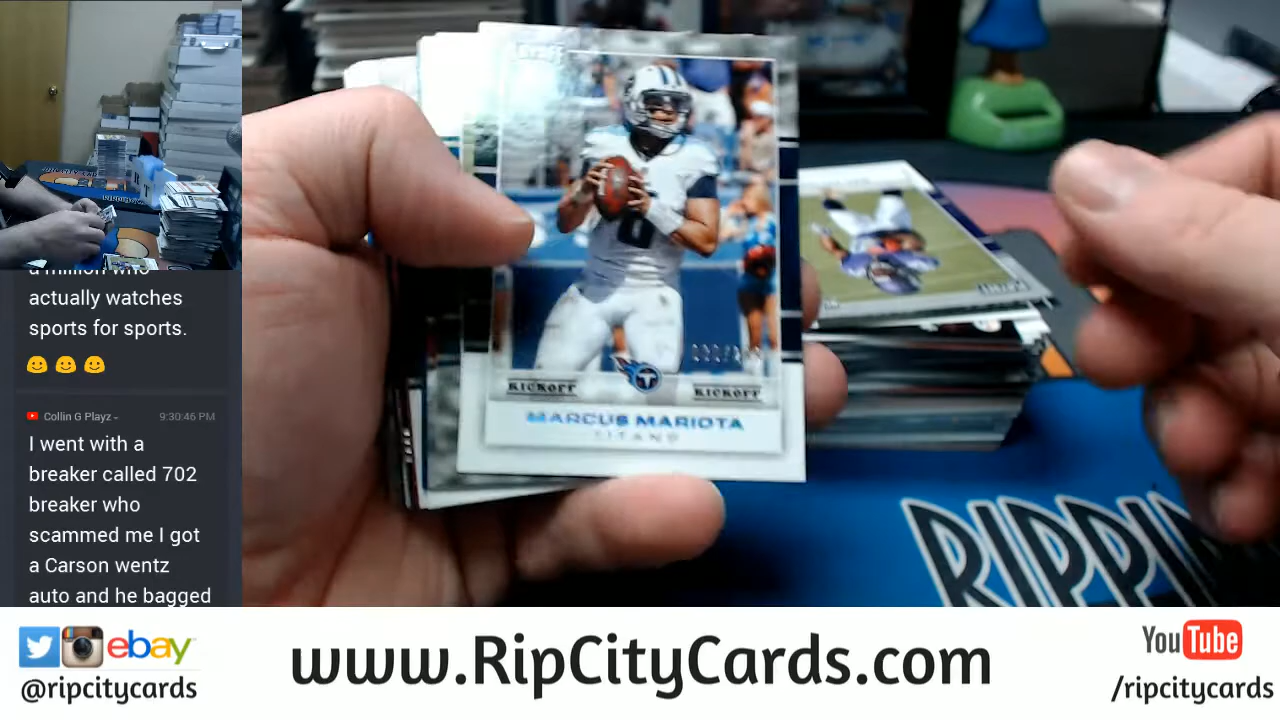 actually watches
sports for sports.
Collin G Playz
9:30:46 PM
I went with a
breaker called 702
breaker who
scammed me I got
a Carson wentz
auto and he bagged
KICKOFF
KICKOFF
MARCUS MARIOTA
TITANS
RIPPIN
ebay
@ripcitycards
www.RipCityCards.com
YouTube
/ripcitycards